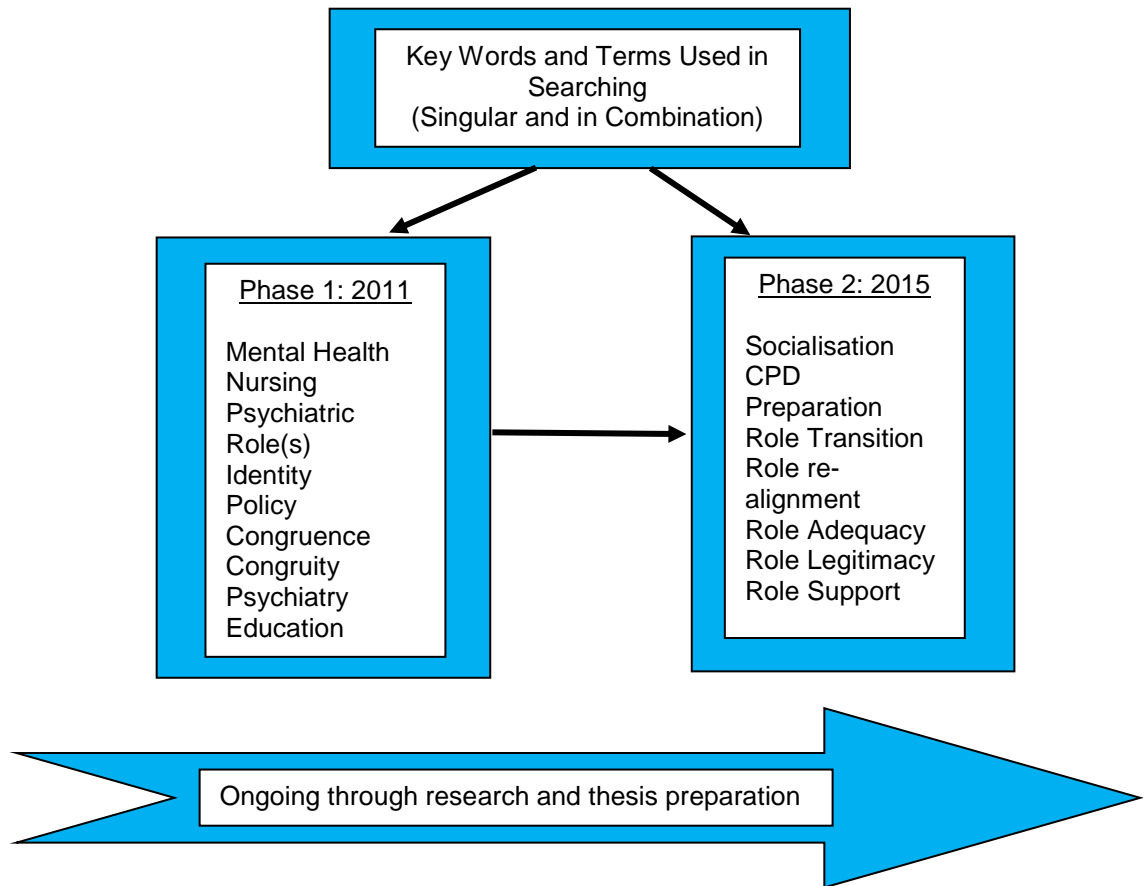 Key Words and Terms Used in
Searching
(Singular and in Combination)
Phase 1: 2011
Mental Health
Nursing
Psychiatric
Role(s)
Identity
Policy
Congruence
Congruity
Psychiatry
Education
Phase 2: 2015
Socialisation
CPD
Preparation
Role Transition
Role re-
alignment
Role Adequacy
Role Legitimacy
Role Support
Ongoing through research and thesis preparation